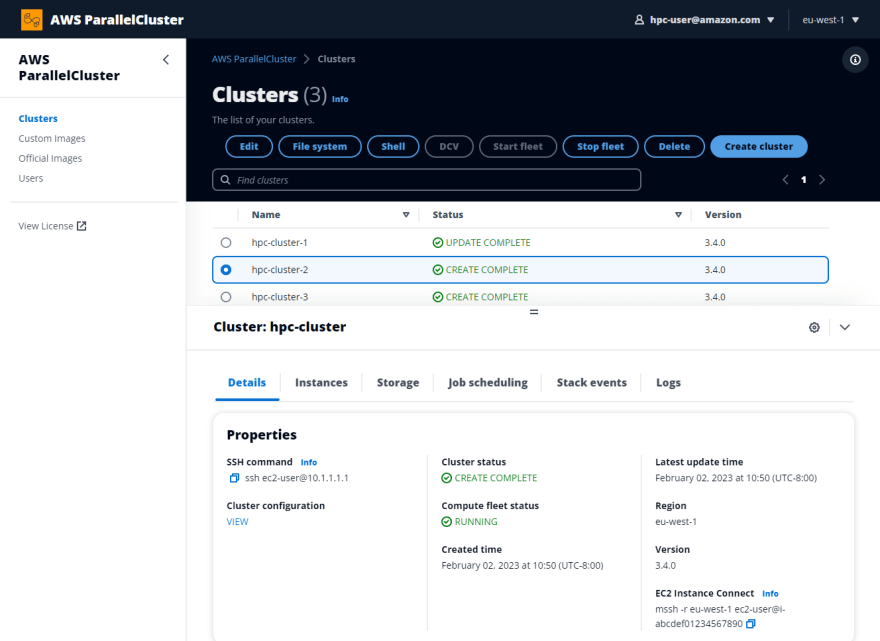 AWS ParallelCluster
hpc-user@amazon.com
eu-west-1
AWS
ParallelCluster
Clusters
Custom Images
Official Images
Users
View License
AWS ParallelCluster
Clusters
Clusters (3) Info
The list of your clusters.
Edit
File system
Shell
DCV
Start fleet
Stop fleet
Delete
Create cluster
Find clusters
1
Name
Status
Version
hpc-cluster-1
UPDATE COMPLETE
3.4.0
hpc-cluster-2
CREATE COMPLETE
3.4.0
hpc-cluster-3
CREATE COMPLETE
3.4.0
Cluster: hpc-cluster
Details
Instances
Storage
Job scheduling
Stack events
Logs
Properties
SSH command Info
ssh ec2-user@10.1.1.1.1
Cluster configuration
VIEW
Cluster status
CREATE COMPLETE
Compute fleet status
RUNNING
Created time
February 02, 2023 at 10:50 (UTC-8:00)
Latest update time
February 02, 2023 at 10:50 (UTC-8:00)
Region
eu-west-1
Version
3.4.0
EC2 Instance Connect Info
mssh -r eu-west-1 ec2-user@i-
abcdef01234567890